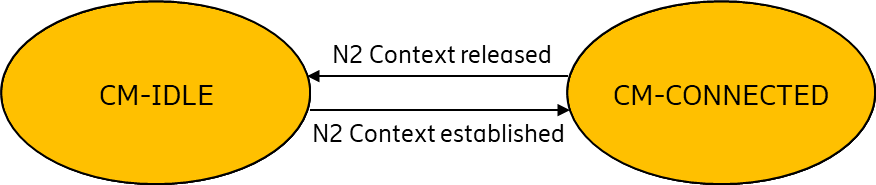 N2 Context released
CM-IDLE
CM-CONNECTED
N2 Context established